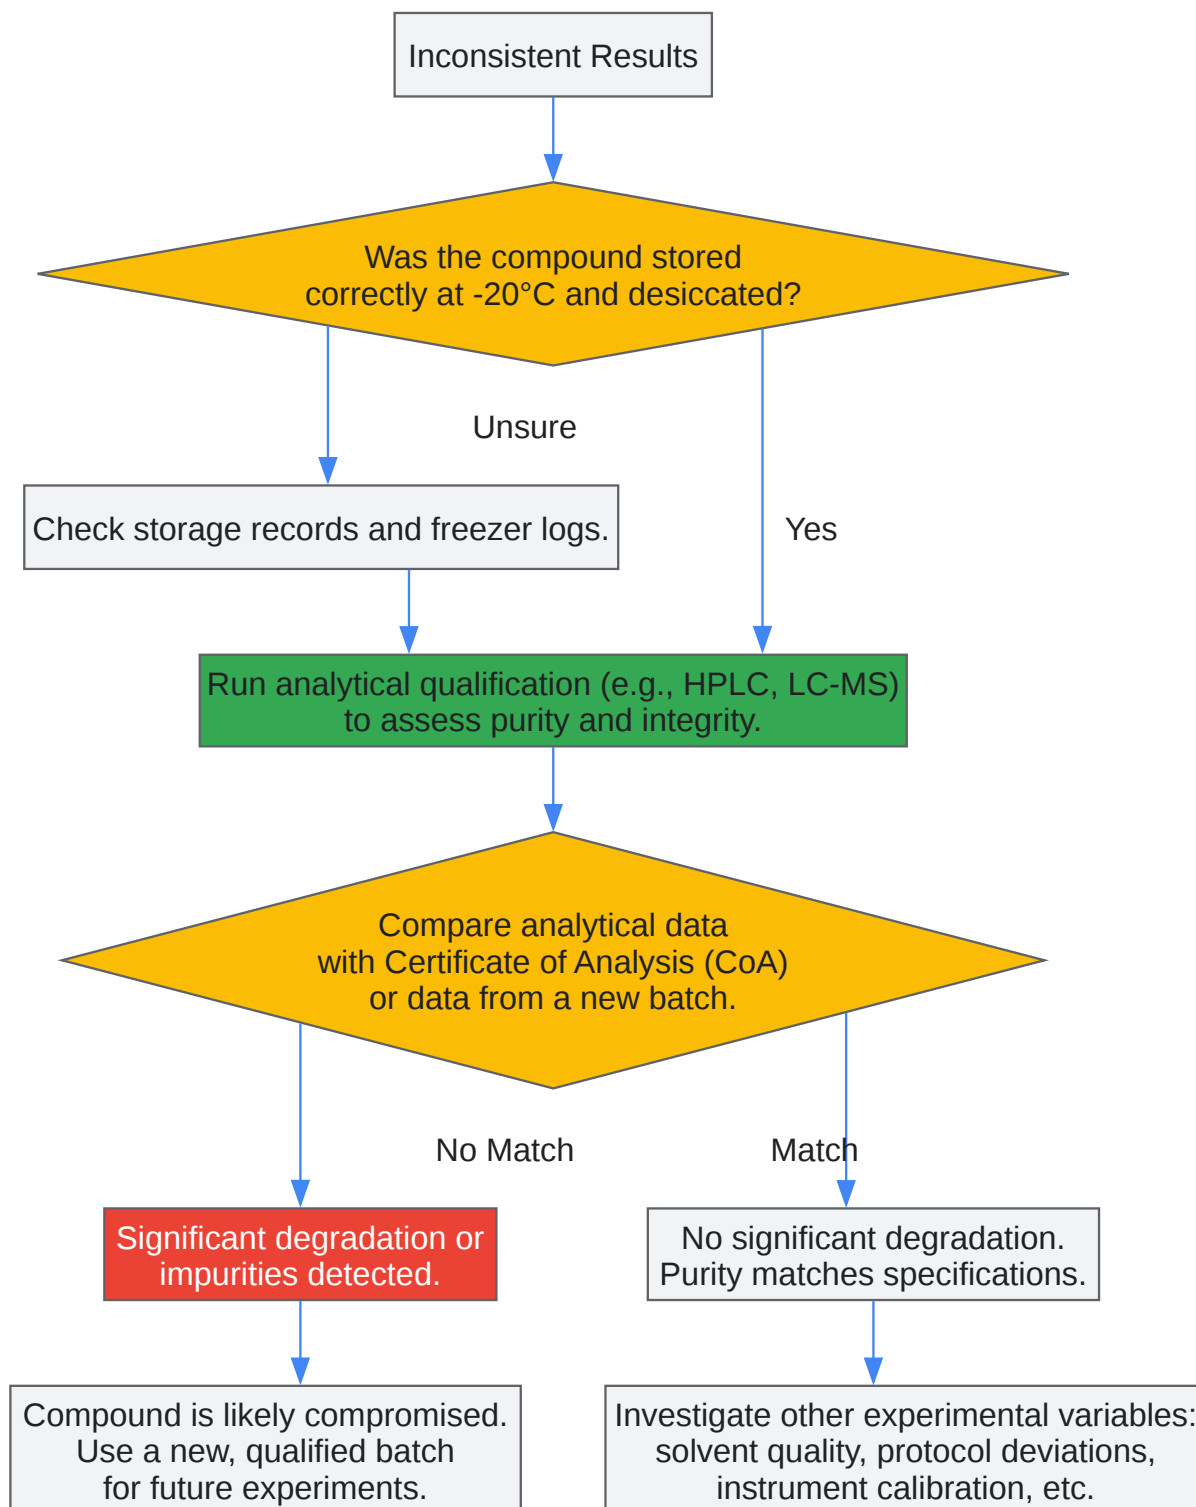 Inconsistent Results
Was the compound stored
correctly at -20°C and desiccated?
Unsure
Check storage records and freezer logs.
Yes
Run analytical qualification (e.g., HPLC, LC-MS)
to assess purity and integrity.
Compare analytical data
with Certificate of Analysis (CoA)
or data from a new batch.
No Match
Match
Significant degradation or
impurities detected.
No significant degradation.
Purity matches specifications.
Compound is likely compromised.
Use a new, qualified batch
for future experiments.
Investigate other experimental variables:
solvent quality, protocol deviations,
instrument calibration, etc.